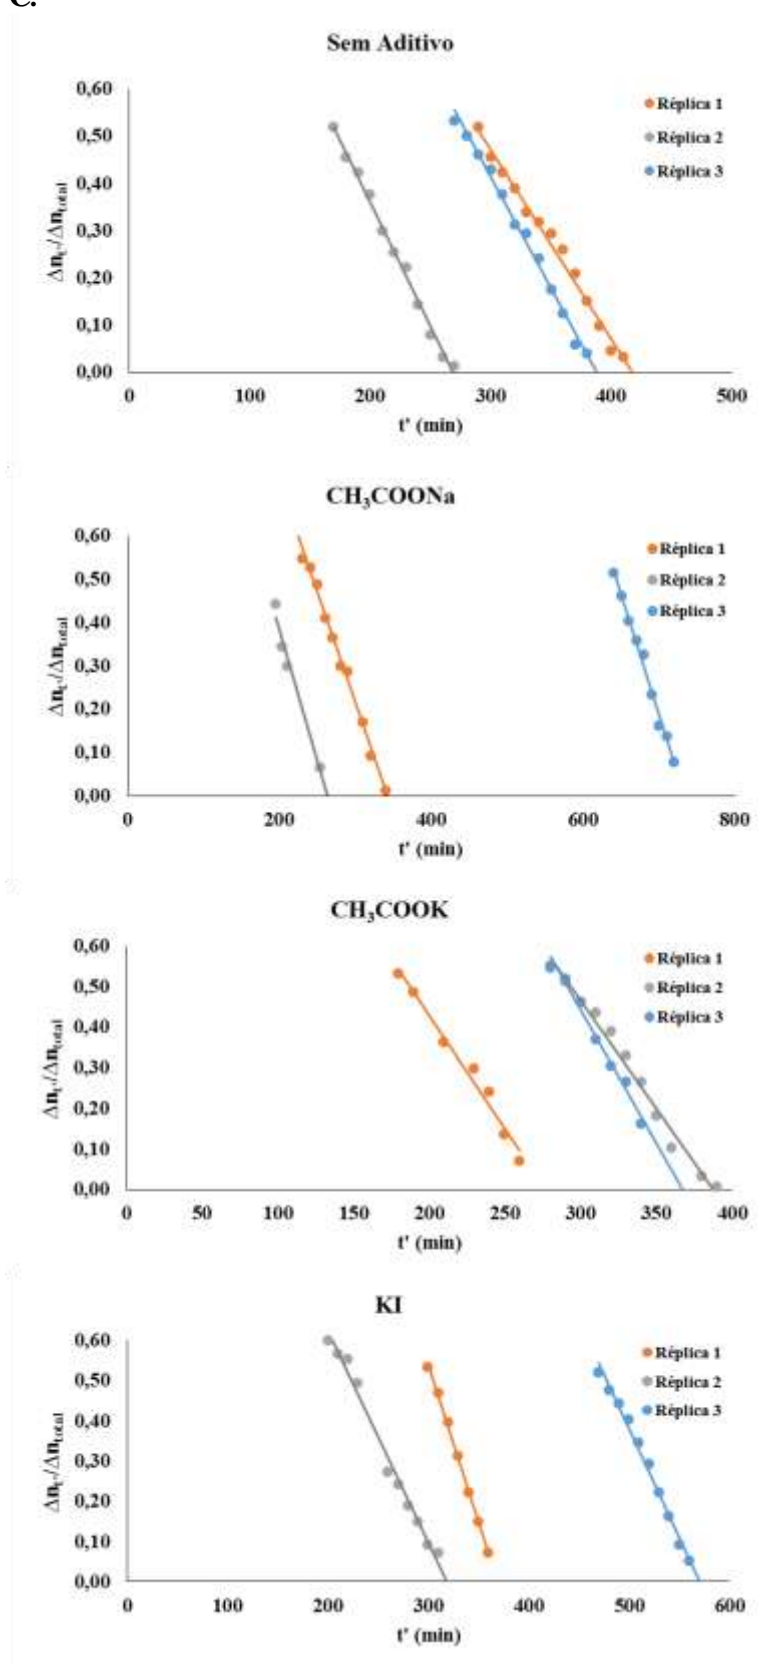 C.
Sem Aditivo
0,60
0,50
0,40
0,30
0,20
0,10
0,00
Δnt'/Δntotal
Réplica 1
Réplica 2
Réplica 3
0 100 200 300 400 500
t' (min)
CH₃COONa
0,60
0,50
0,40
0,30
0,20
0,10
0,00
Δnt'/Δntotal
Réplica 1
Réplica 2
Réplica 3
0 200 400 600 800
t' (min)
CH₃COOK
0,60
0,50
0,40
0,30
0,20
0,10
0,00
Δnt'/Δntotal
Réplica 1
Réplica 2
Réplica 3
0 50 100 150 200 250 300 350 400
t' (min)
KI
0,60
0,50
0,40
0,30
0,20
0,10
0,00
Δnt'/Δntotal
Réplica 1
Réplica 2
Réplica 3
0 100 200 300 400 500 600
t' (min)